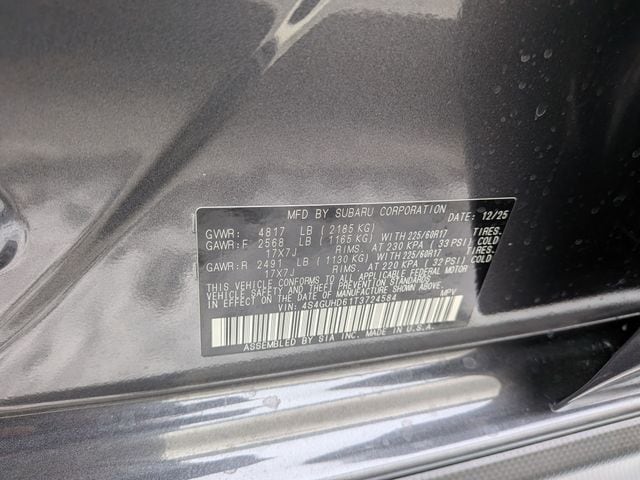 MFD BY SUBARU CORPORATION DATE: 12/25
GVWR: 4817 LB ( 2185 KG)
GAWR:F 2568 LB ( 1165 KG) WITH 225/60R17 TIRES.
17X7J RIMS. AT 230 KPA ( 33 PSI) COLD
GAWR:R 2491 LB ( 1130 KG) WITH 225/60R17 TIRES.
17X7J RIMS. AT 220 KPA ( 32 PSI) COLD
THIS VEHICLE CONFORMS TO ALL APPLICABLE FEDERAL MOTOR
VEHICLE SAFETY AND BUMPER AND THEFT PREVENTION STANDARDS
IN EFFECT ON THE DATE OF MANUFACTURE SHOWN ABOVE.
VIN: 4S4GUHD61T3724584 MPV
ASSEMBLED BY SIA INC. MADE IN U.S.A.